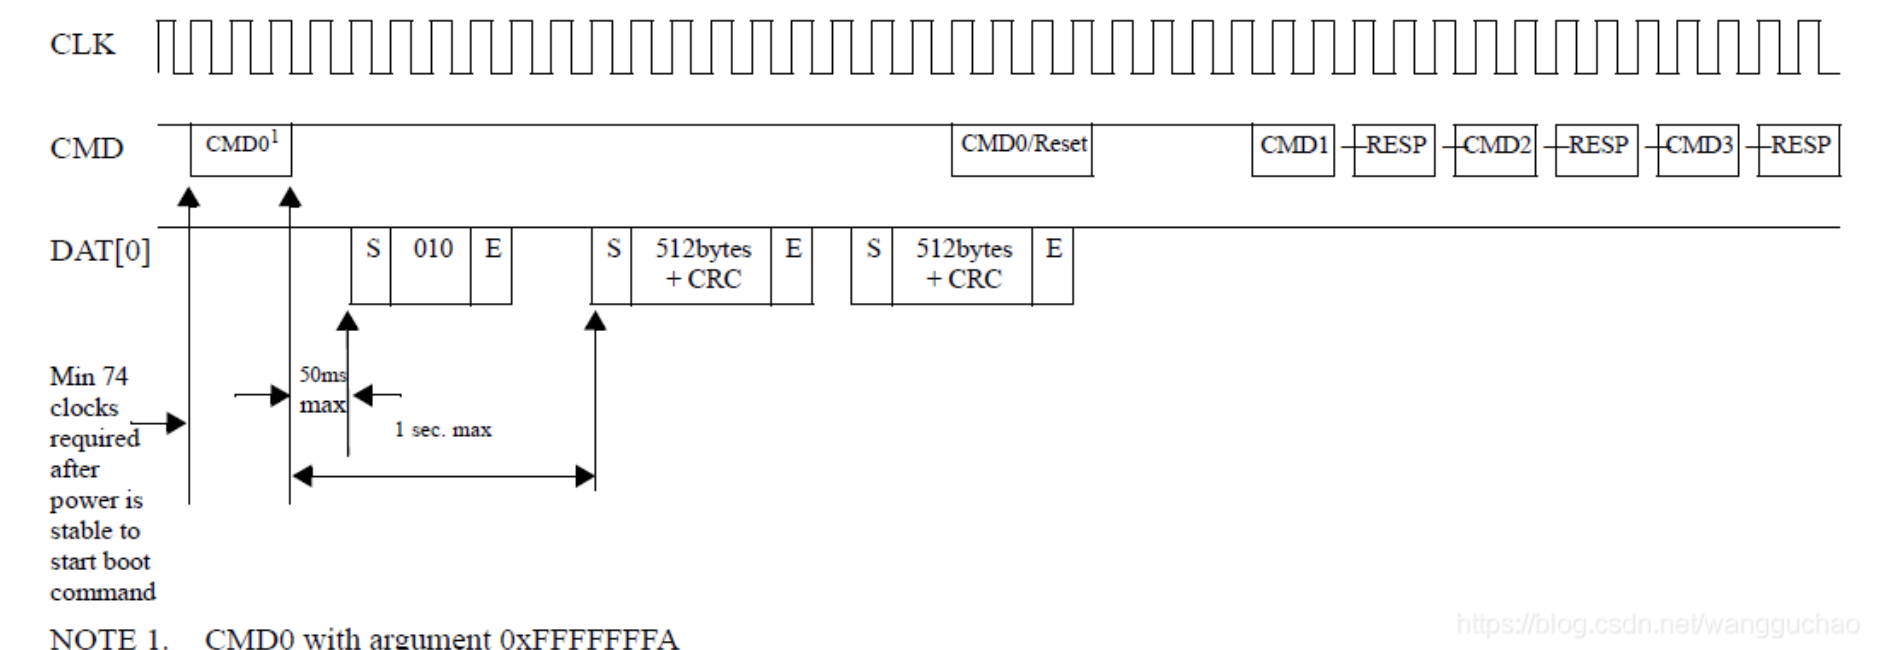 CLK
CMD
CMD0¹
CMD0/Reset
CMD1
RESP
CMD2
RESP
CMD3
RESP
DAT[0]
S
010
E
S
512bytes
+ CRC
E
S
512bytes
+ CRC
E
Min 74
clocks
required
after
power is
stable to
start boot
command
50ms
max
1 sec. max
NOTE 1. CMD0 with argument 0xFFFFFFFA
https://blog.csdn.net/wangguchao